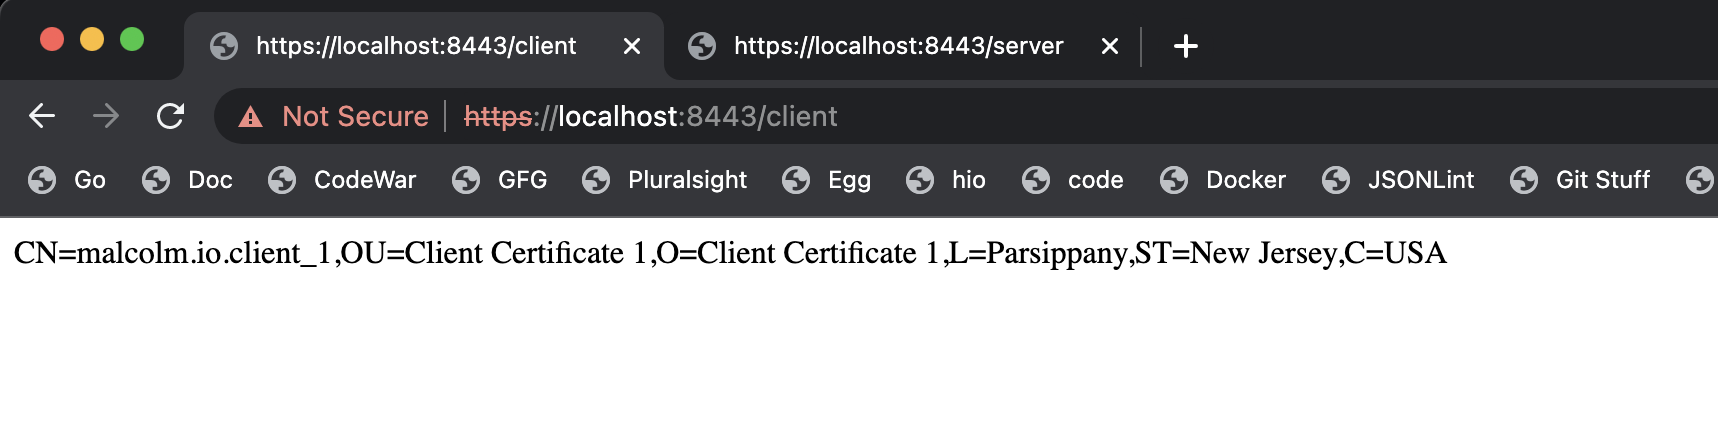 https://localhost:8443/client https://localhost:8443/server
Not Secure https://localhost:8443/client
Go Doc CodeWar GFG Pluralsight Egg hio code Docker JSONLint Git Stuff
CN=malcolm.io.client_1,OU=Client Certificate 1,O=Client Certificate 1,L=Parsippany,ST=New Jersey,C=USA